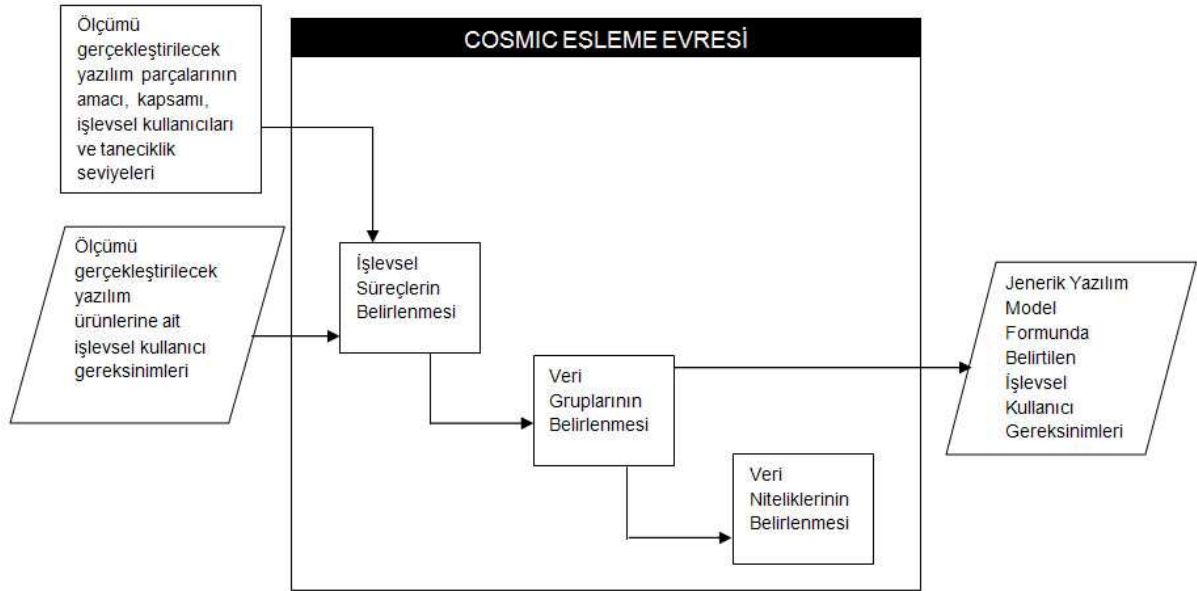 COSMIC EŞLEME EVRESİ
Ölçümü
gerçekleştirilecek
yazılım parçalarının
amacı, kapsamı,
işlevsel kullanıcıları
ve taneciklik
seviyeleri
Ölçümü
gerçekleştirilecek
yazılım
ürünlerine ait
işlevsel kullanıcı
gereksinimleri
İşlevsel
Süreçlerin
Belirlenmesi
Veri
Gruplarının
Belirlenmesi
Veri
Niteliklerinin
Belirlenmesi
Jenerik Yazılım
Model
Formunda
Belirtilen
İşlevsel
Kullanıcı
Gereksinimleri